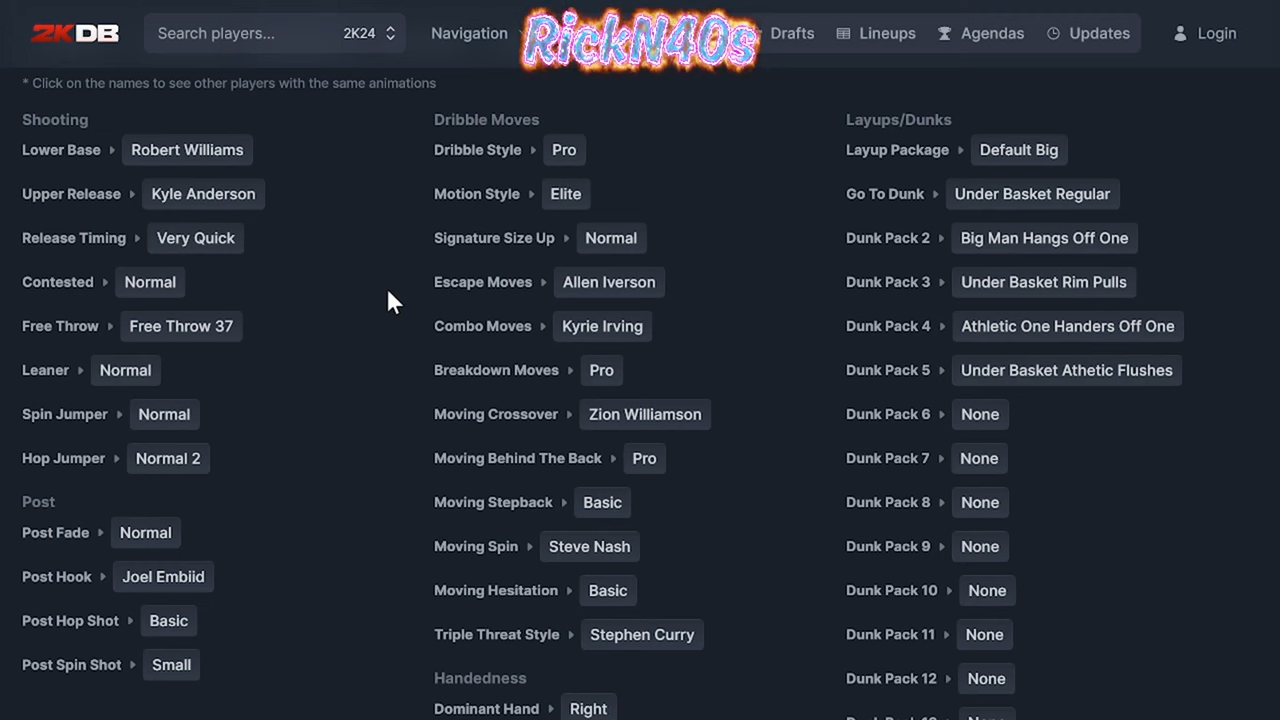 2KDB
Search players...
2K24
Navigation
RickN40s
Drafts
Lineups
Agendas
Updates
Login
* Click on the names to see other players with the same animations
Shooting
Lower Base Robert Williams
Upper Release Kyle Anderson
Release Timing Very Quick
Contested Normal
Free Throw Free Throw 37
Leaner Normal
Spin Jumper Normal
Hop Jumper Normal 2
Post
Post Fade Normal
Post Hook Joel Embiid
Post Hop Shot Basic
Post Spin Shot Small
Dribble Moves
Dribble Style Pro
Motion Style Elite
Signature Size Up Normal
Escape Moves Allen Iverson
Combo Moves Kyrie Irving
Breakdown Moves Pro
Moving Crossover Zion Williamson
Moving Behind The Back Pro
Moving Stepback Basic
Moving Spin Steve Nash
Moving Hesitation Basic
Triple Threat Style Stephen Curry
Handedness
Dominant Hand Right
Layups/Dunks
Layup Package Default Big
Go To Dunk Under Basket Regular
Dunk Pack 2 Big Man Hangs Off One
Dunk Pack 3 Under Basket Rim Pulls
Dunk Pack 4 Athletic One Handers Off One
Dunk Pack 5 Under Basket Athetic Flushes
Dunk Pack 6 None
Dunk Pack 7 None
Dunk Pack 8 None
Dunk Pack 9 None
Dunk Pack 10 None
Dunk Pack 11 None
Dunk Pack 12 None